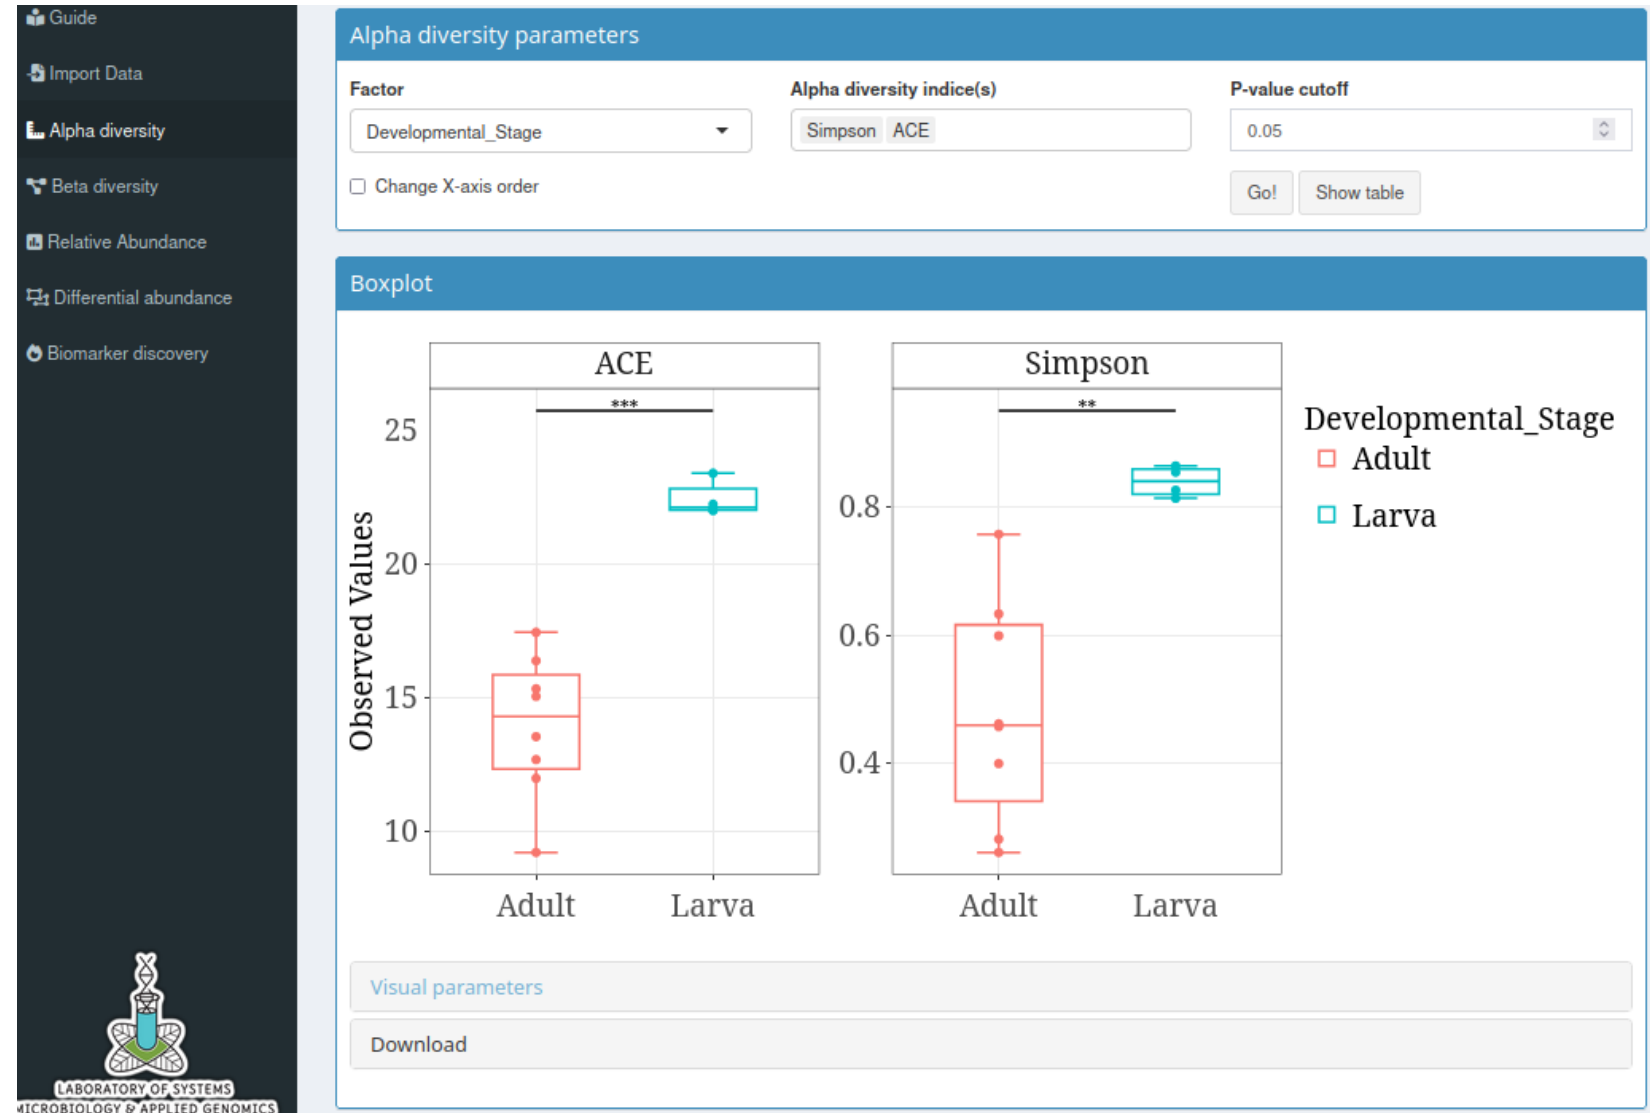 Guide
Import Data
Alpha diversity
Beta diversity
Relative Abundance
Differential abundance
Biomarker discovery
LABORATORY OF SYSTEMS
MICROBIOLOGY & APPLIED GENOMICS
Alpha diversity parameters
Factor
Developmental_Stage
Change X-axis order
Alpha diversity indice(s)
Simpson ACE
P-value cutoff
0.05
Go! Show table
Boxplot
ACE
***
25
20
15
10
Observed Values
Adult Larva
Simpson
**
0.8
0.6
0.4
Adult Larva
Developmental_Stage
Adult
Larva
Visual parameters
Download